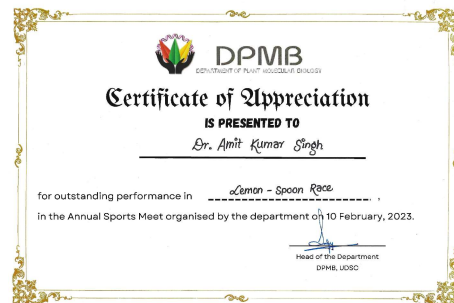 DPMB
DEPARTMENT OF PLANT MOLECULAR BIOLOGY
Certificate of Appreciation
IS PRESENTED TO
Dr. Amit Kumar Singh
for outstanding performance in Lemon - Spoon Race ,
in the Annual Sports Meet organised by the department on 10 February, 2023.
Head of the Department
DPMB, UDSC